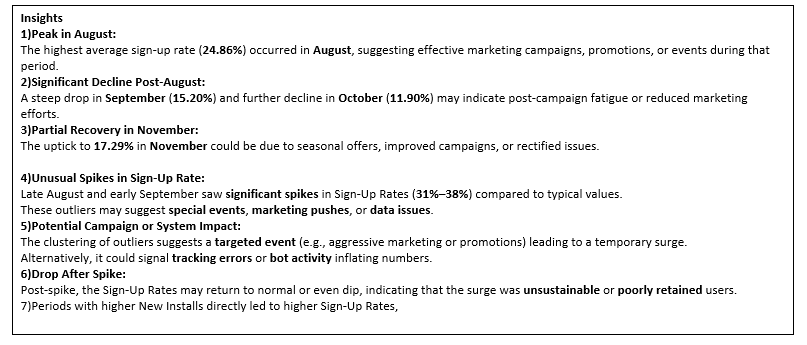 Insights
1)Peak in August:
The highest average sign-up rate (24.86%) occurred in August, suggesting effective marketing campaigns, promotions, or events during that
period.
2)Significant Decline Post-August:
A steep drop in September (15.20%) and further decline in October (11.90%) may indicate post-campaign fatigue or reduced marketing
efforts.
3)Partial Recovery in November:
The uptick to 17.29% in November could be due to seasonal offers, improved campaigns, or rectified issues.
4)Unusual Spikes in Sign-Up Rate:
Late August and early September saw significant spikes in Sign-Up Rates (31%–38%) compared to typical values.
These outliers may suggest special events, marketing pushes, or data issues.
5)Potential Campaign or System Impact:
The clustering of outliers suggests a targeted event (e.g., aggressive marketing or promotions) leading to a temporary surge.
Alternatively, it could signal tracking errors or bot activity inflating numbers.
6)Drop After Spike:
Post-spike, the Sign-Up Rates may return to normal or even dip, indicating that the surge was unsustainable or poorly retained users.
7)Periods with higher New Installs directly led to higher Sign-Up Rates,